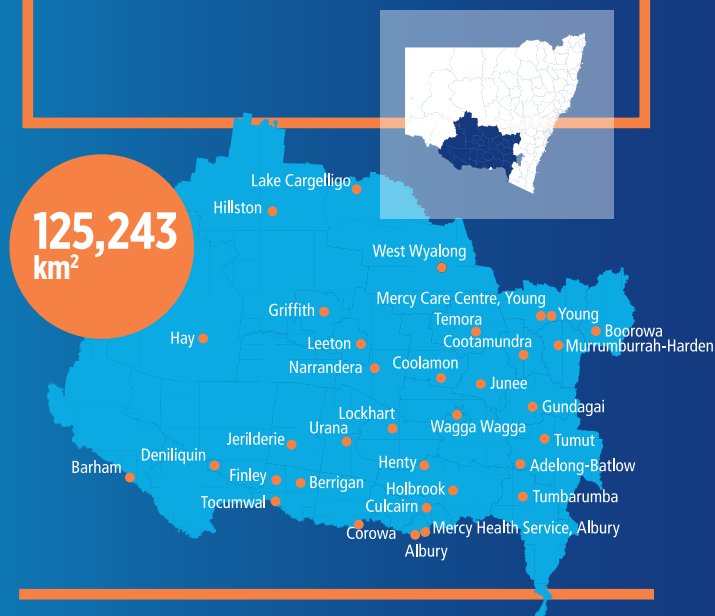 125,243
km²
Lake Cargelligo
Hillston
West Wyalong
Mercy Care Centre, Young
Young
Griffith
Temora
Boorowa
Hay
Leeton
Cootamundra
Murrumburrah-Harden
Narrandera
Coolamon
Junee
Lockhart
Gundagai
Urana
Wagga Wagga
Jerilderie
Tumut
Deniliquin
Barham
Henty
Adelong-Batlow
Finley
Berrigan
Holbrook
Tumbarumba
Tocumwal
Culcairn
Corowa
Mercy Health Service, Albury
Albury